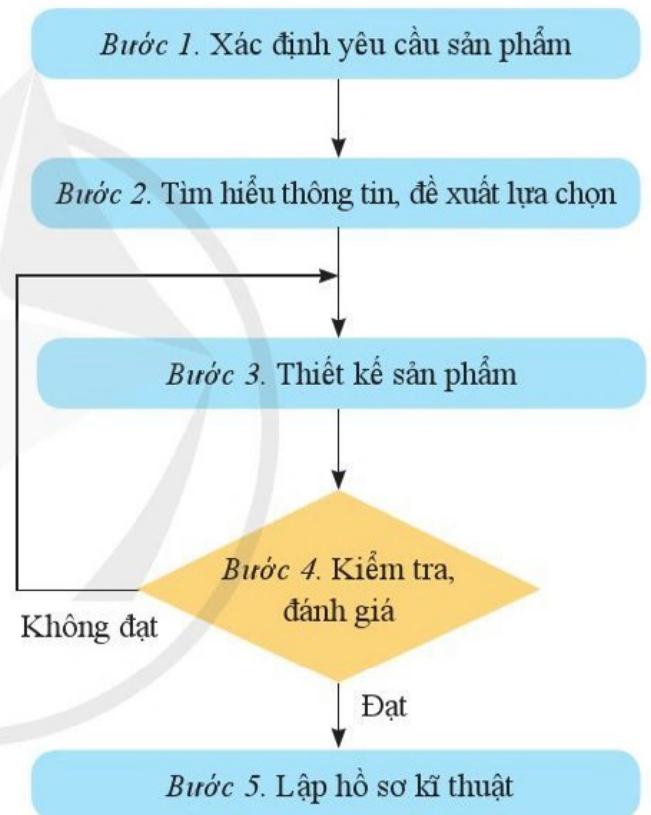 Bước 1. Xác định yêu cầu sản phẩm
Bước 2. Tìm hiểu thông tin, đề xuất lựa chọn
Bước 3. Thiết kế sản phẩm
Bước 4. Kiểm tra,
đánh giá
Không đạt
Đạt
Bước 5. Lập hồ sơ kĩ thuật